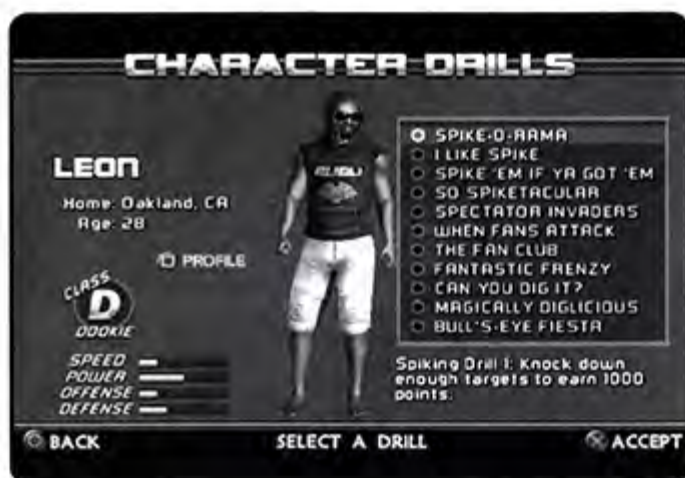 CHARACTER DRILLS
LEON
Home: Oakland, CA
Age: 28
PROFILE
CLASS
D
DOOKIE
SPEED
POWER
OFFENSE
DEFENSE
SPIKE-O-RAMA
I LIKE SPIKE
SPIKE 'EM IF YA GOT 'EM
SO SPIKETACULAR
SPECTATOR INVADERS
WHEN FANS ATTACK
THE FAN CLUB
FANTASTIC FRENZY
CAN YOU DIG IT?
MAGICALLY DIGLICIOUS
BULL'S-EYE FIESTA
Spiking Drill 1: Knock down
enough targets to earn 1000
points.
BACK
SELECT A DRILL
ACCEPT